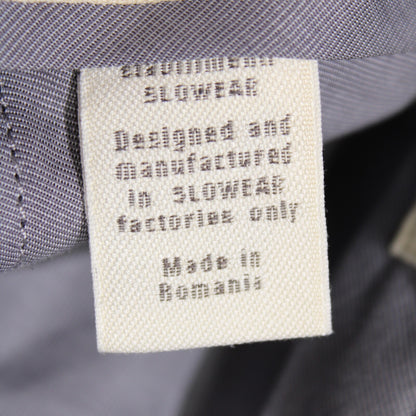 SLOWEAR
Designed and
manufactured
in SLOWEAR
factories only
Made in
Romania